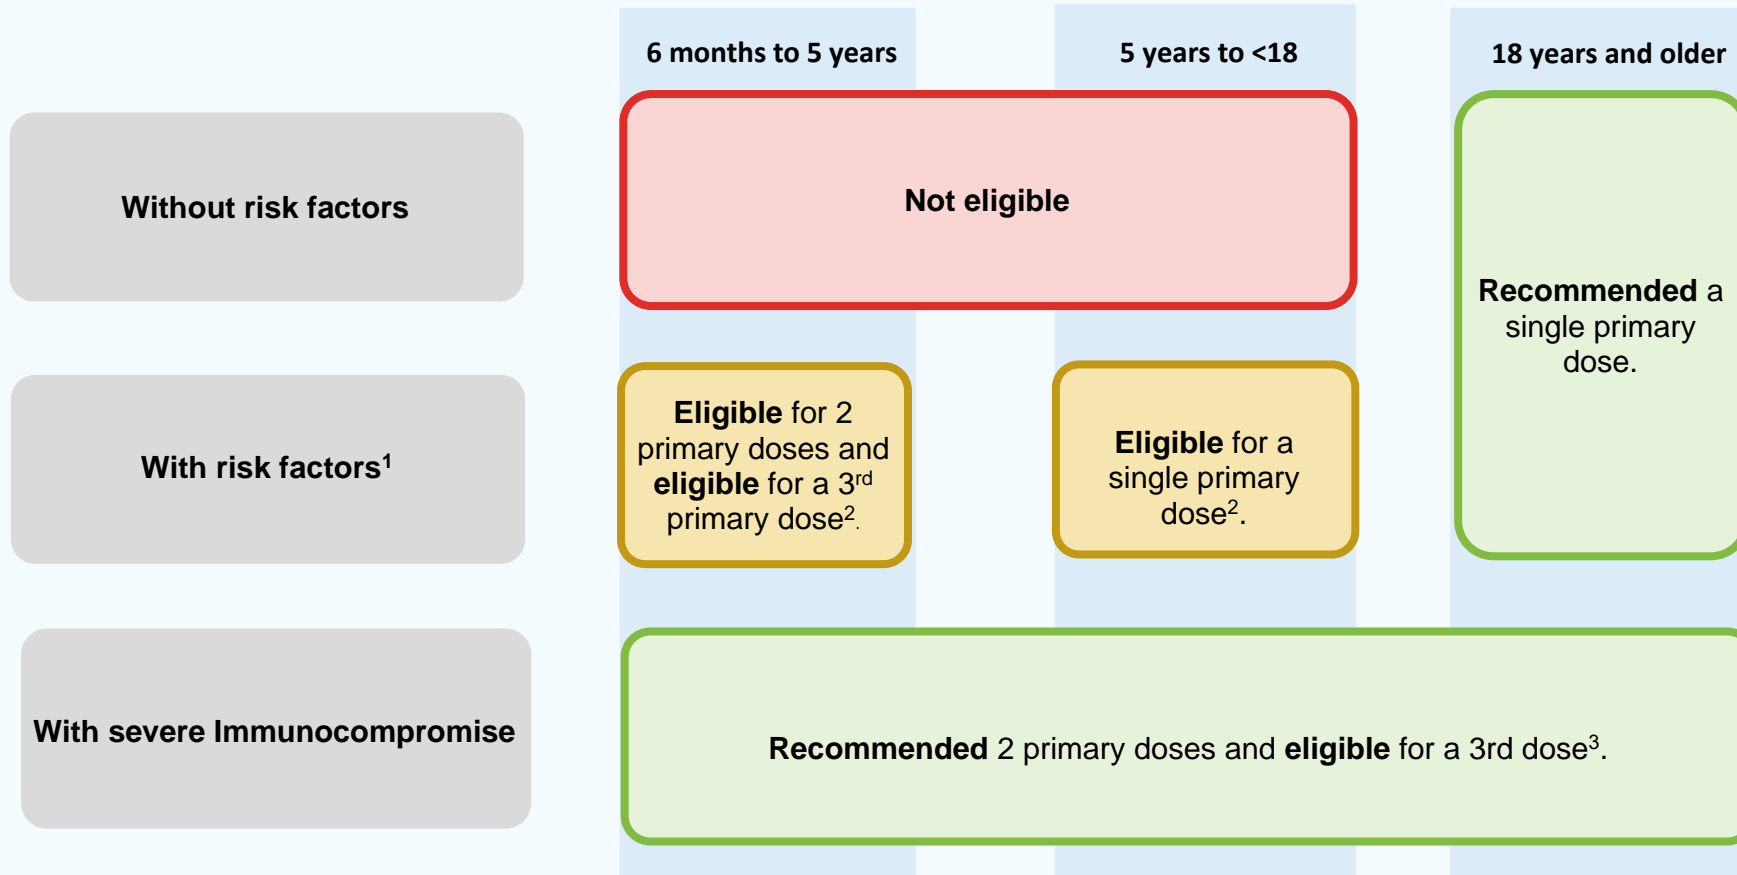 6 months to 5 years
5 years to <18
18 years and older
Without risk factors
Not eligible
Recommended a
single primary
dose.
With risk factors¹
Eligible for 2
primary doses and
eligible for a 3ʳᵈ
primary dose².
Eligible for a
single primary
dose².
With severe Immunocompromise
Recommended 2 primary doses and eligible for a 3rd dose³.